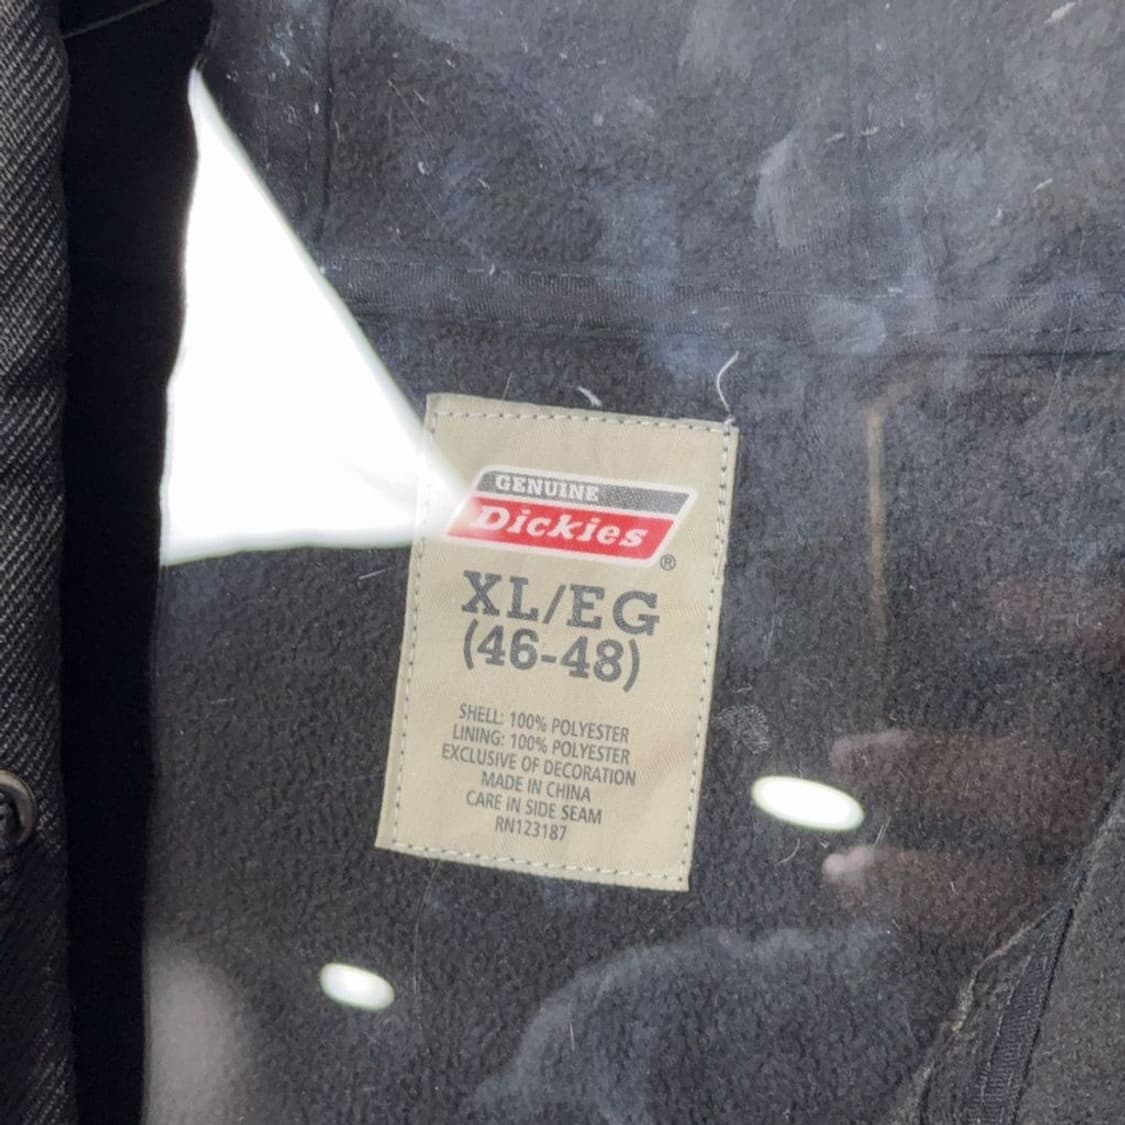 GENUINE
Dickies
®
XL/EG
(46-48)
SHELL: 100% POLYESTER
LINING: 100% POLYESTER
EXCLUSIVE OF DECORATION
MADE IN CHINA
CARE IN SIDE SEAM
RN123187